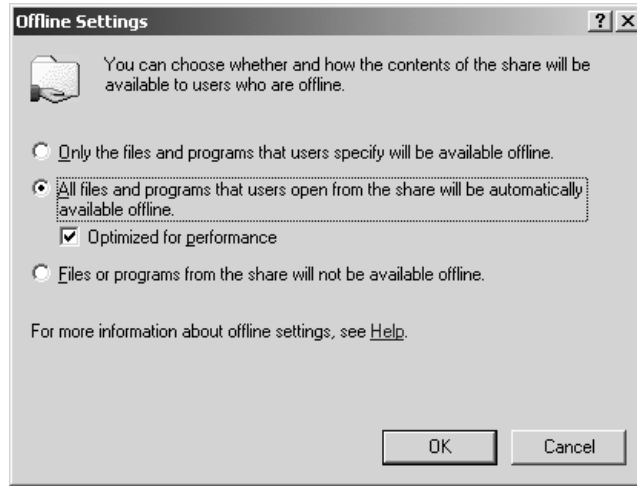 Offline Settings
You can choose whether and how the contents of the share will be
available to users who are offline.
Only the files and programs that users specify will be available offline.
All files and programs that users open from the share will be automatically
available offline.
Optimized for performance
Files or programs from the share will not be available offline.
For more information about offline settings, see Help.
OK Cancel